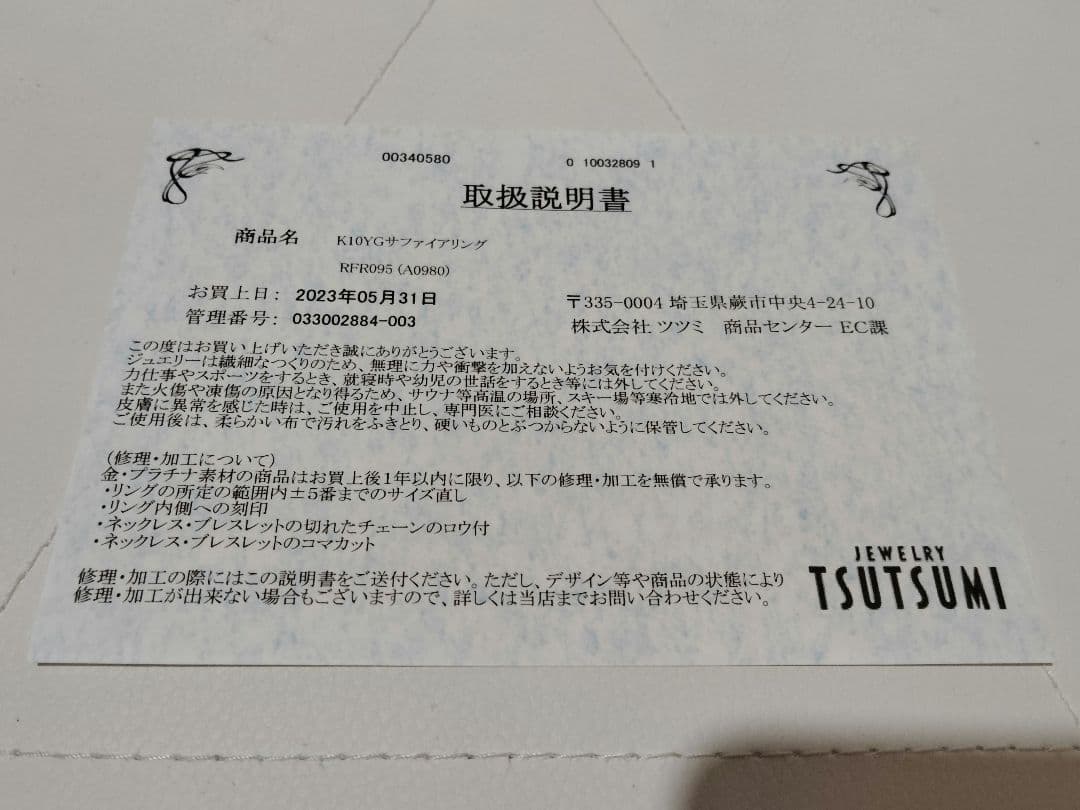 00340580
0 10032809 1
取扱説明書
商品名 K10YGサファイアリング
RFR095 (A0980)
お買上日: 2023年05月31日
管理番号: 033002884-003
〒335-0004 埼玉県蕨市中央4-24-10
株式会社 ツツミ 商品センター EC課
この度はお買い上げいただき誠にありがとうございます。
ジュエリーは繊細なつくりのため、無理に力や衝撃を加えないようお気を付けください。
力仕事やスポーツをするとき、就寝時や幼児の世話をするとき等には外してください。
また火傷や凍傷の原因となり得るため、サウナ等高温の場所、スキー場等寒冷地では外してください。
皮膚に異常を感じた時は、ご使用を中止し、専門医にご相談ください。
ご使用後は、柔らかい布で汚れをふきとり、硬いものとぶつからないように保管してください。
（修理・加工について）
金・プラチナ素材の商品はお買上後1年以内に限り、以下の修理・加工を無償で承ります。
・リングの所定の範囲内±5番までのサイズ直し
・リング内側への刻印
・ネックレス・ブレスレットの切れたチェーンのロウ付
・ネックレス・ブレスレットのコマカット
修理・加工の際にはこの説明書をご送付ください。ただし、デザイン等や商品の状態により
修理・加工が出来ない場合もございますので、詳しくは当店までお問い合わせください。
JEWELRY
TSUTSUMI